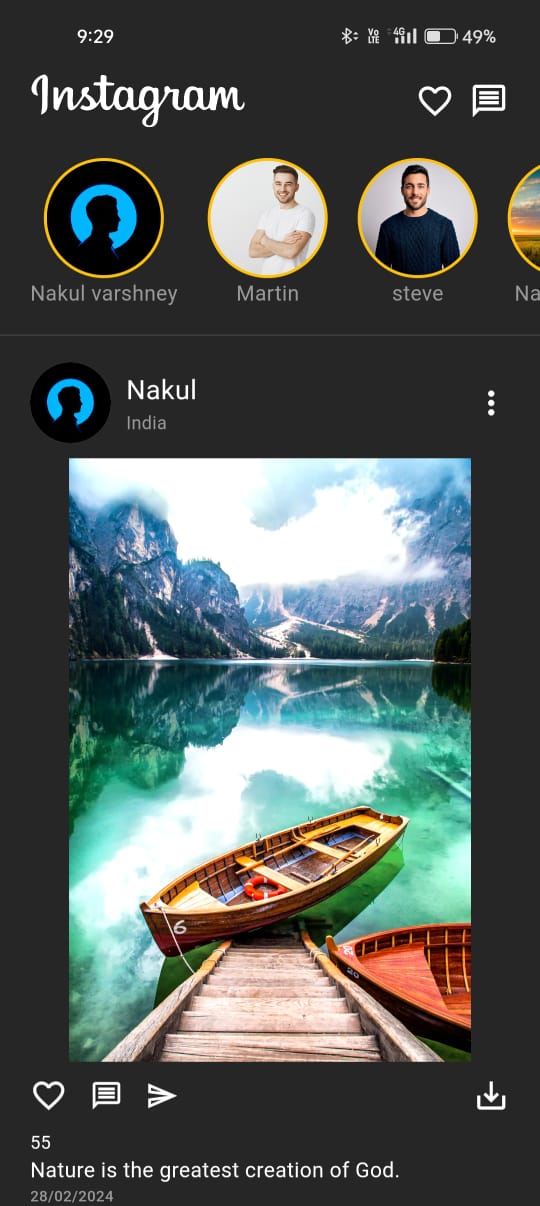 9:29
Vo LTE 4G 49%
Instagram
Nakul varshney Martin steve Na
Nakul
India
6
55
Nature is the greatest creation of God.
28/02/2024